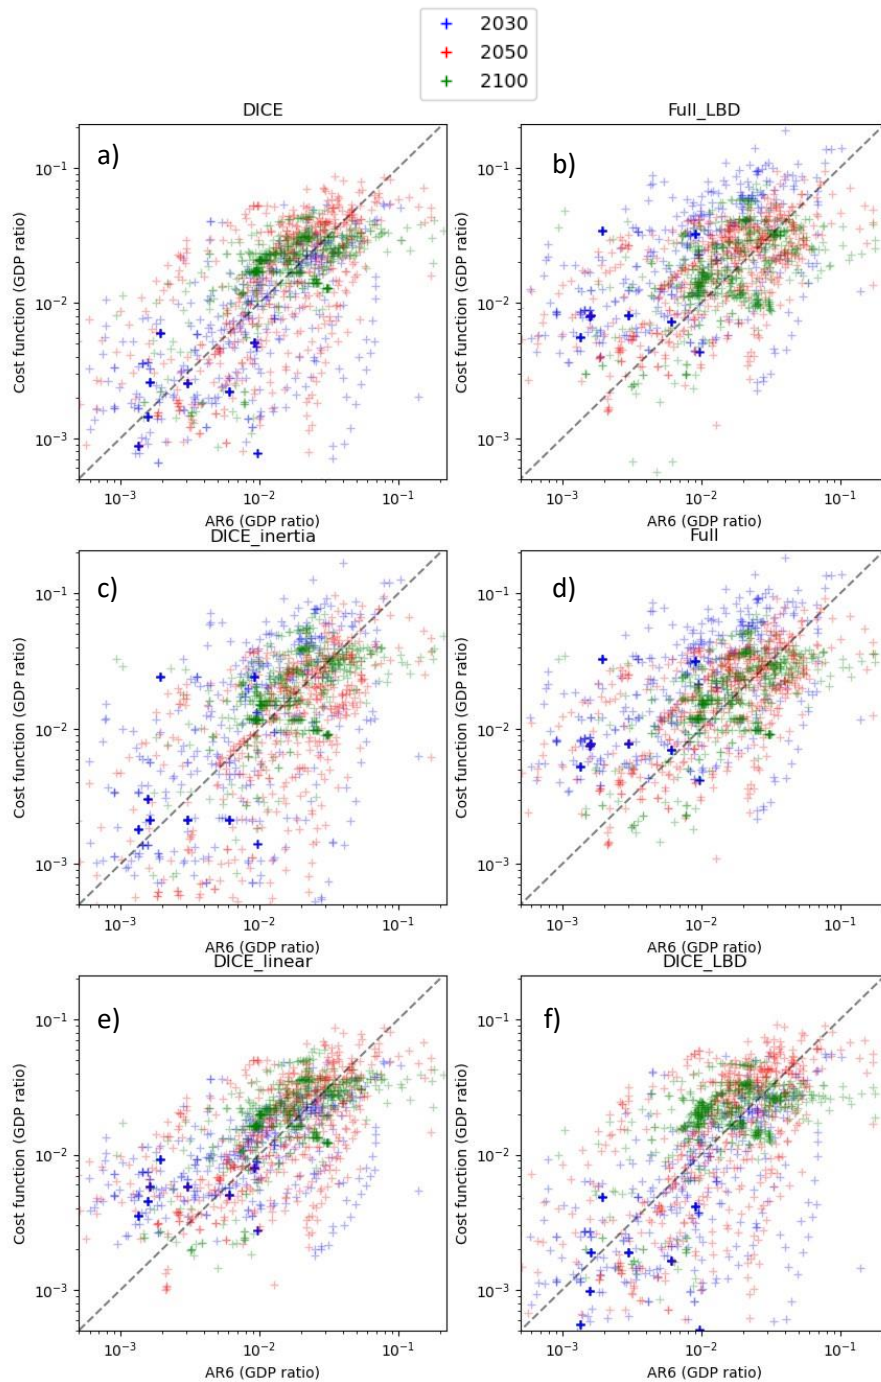 2030
2050
2100
DICE
Full_LBD
a)
b)
10⁻¹
10⁻²
10⁻³
Cost function (GDP ratio)
10⁻³ 10⁻² 10⁻¹
AR6 (GDP ratio)
10⁻¹
10⁻²
10⁻³
Cost function (GDP ratio)
10⁻³ 10⁻² 10⁻¹
AR6 (GDP ratio)
DICE_inertia
Full
c)
d)
10⁻¹
10⁻²
10⁻³
Cost function (GDP ratio)
10⁻³ 10⁻² 10⁻¹
AR6 (GDP ratio)
10⁻¹
10⁻²
10⁻³
Cost function (GDP ratio)
10⁻³ 10⁻² 10⁻¹
AR6 (GDP ratio)
DICE_linear
DICE_LBD
e)
f)
10⁻¹
10⁻²
10⁻³
Cost function (GDP ratio)
10⁻³ 10⁻² 10⁻¹
AR6 (GDP ratio)
10⁻¹
10⁻²
10⁻³
Cost function (GDP ratio)
10⁻³ 10⁻² 10⁻¹
AR6 (GDP ratio)